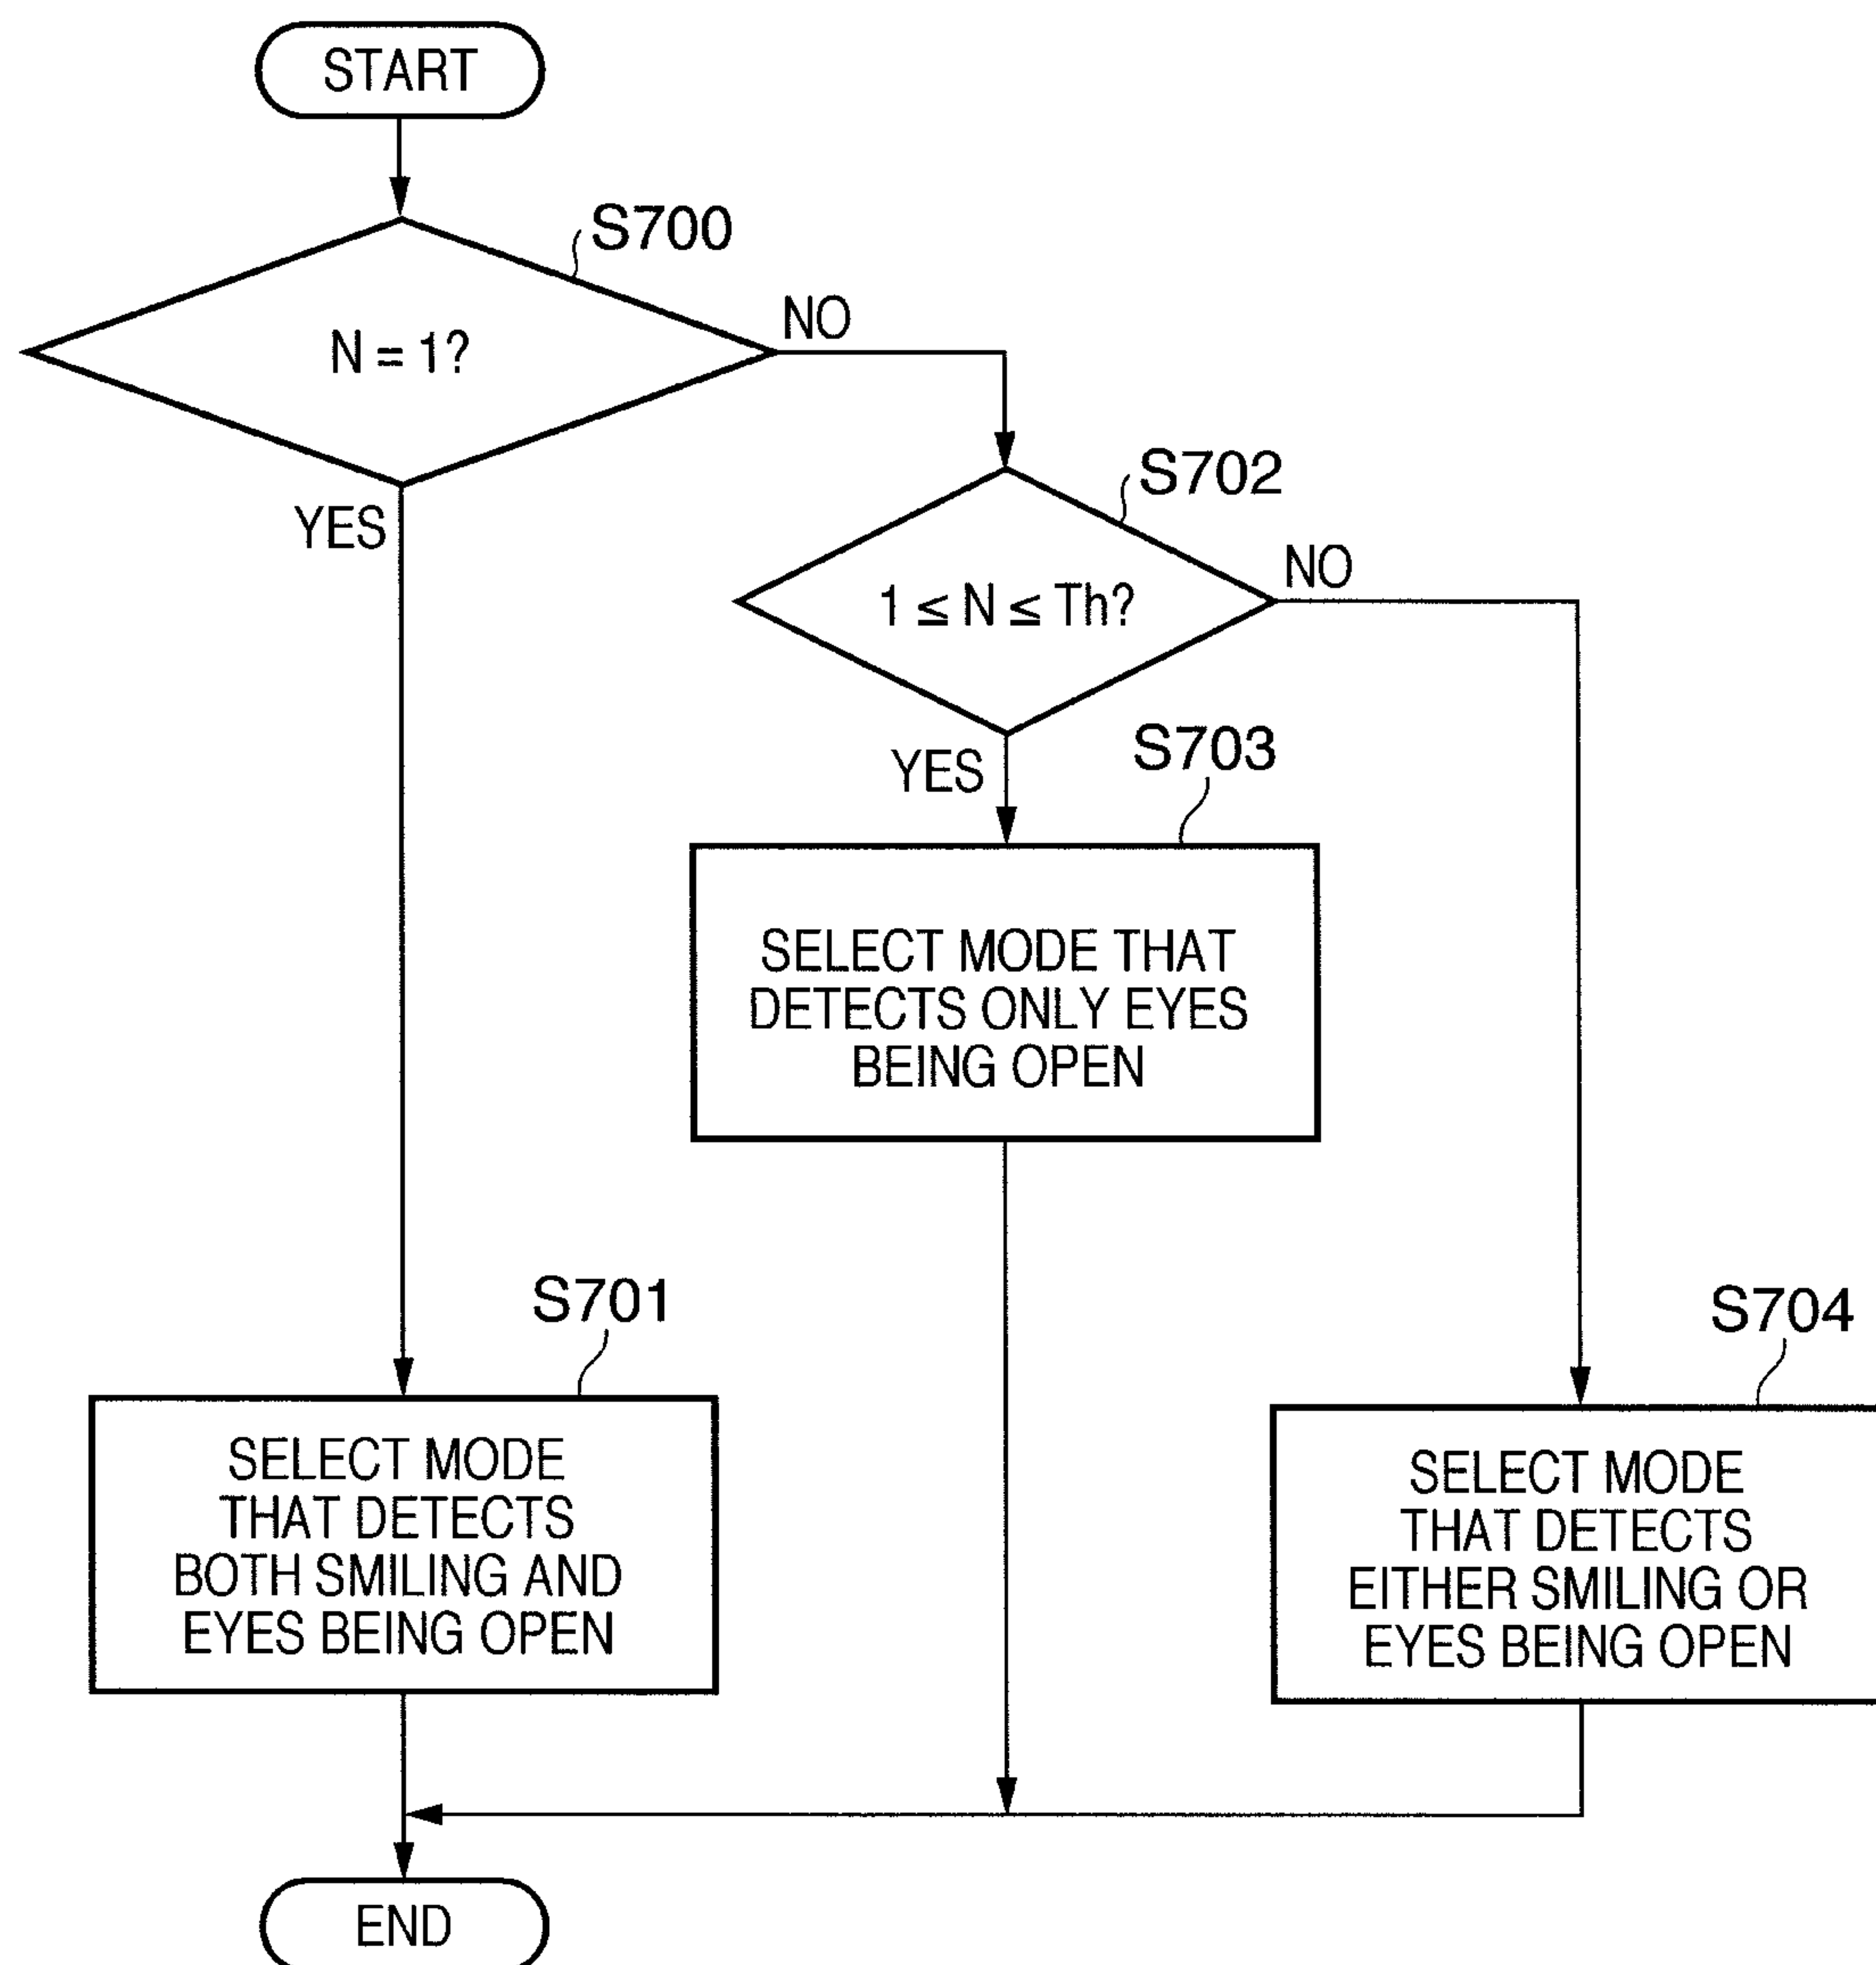 START
S700
N = 1?
NO
YES
S702
1 ≤ N ≤ Th?
NO
YES
S703
SELECT MODE THAT
DETECTS ONLY EYES
BEING OPEN
S701
SELECT MODE
THAT DETECTS
BOTH SMILING AND
EYES BEING OPEN
S704
SELECT MODE
THAT DETECTS
EITHER SMILING OR
EYES BEING OPEN
END